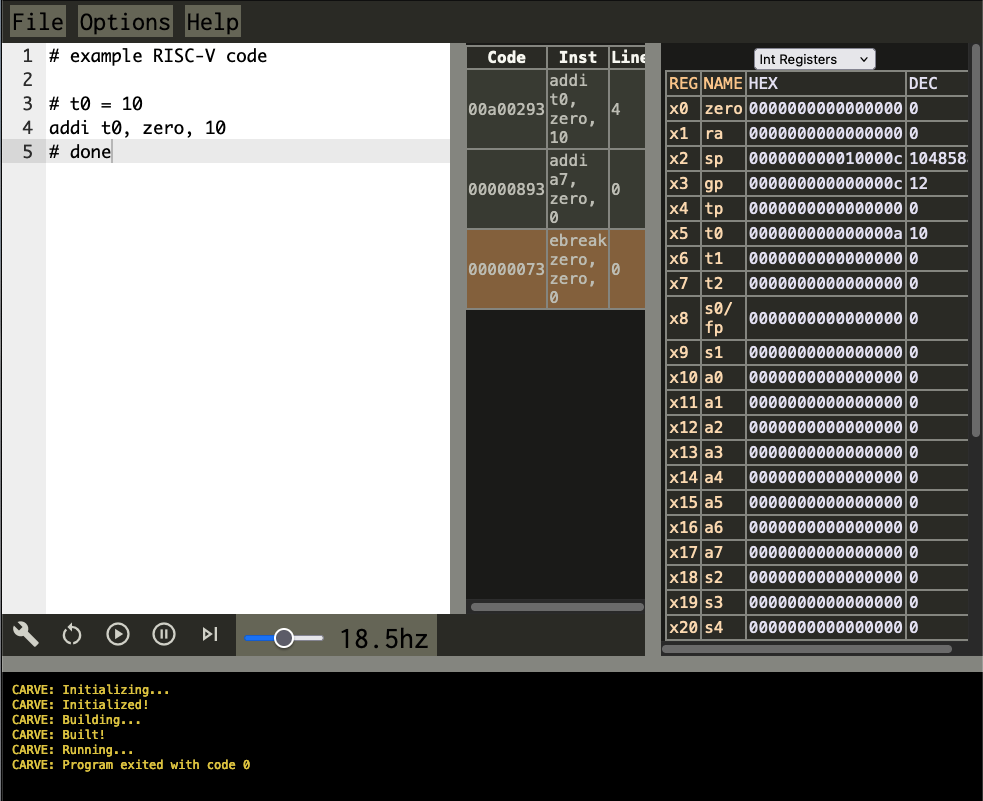 File Options Help
1 # example RISC-V code
2
3 # t0 = 10
4 addi t0, zero, 10
5 # done
Code Inst Line
00a00293 addi t0, zero, 10 4
00000893 addi a7, zero, 0 0
00000073 ebreak zero, zero, 0 0
Int Registers
REG NAME HEX DEC
x0 zero 0000000000000000 0
x1 ra 0000000000000000 0
x2 sp 000000000010000c 104858
x3 gp 000000000000000c 12
x4 tp 0000000000000000 0
x5 t0 000000000000000a 10
x6 t1 0000000000000000 0
x7 t2 0000000000000000 0
x8 s0/fp 0000000000000000 0
x9 s1 0000000000000000 0
x10 a0 0000000000000000 0
x11 a1 0000000000000000 0
x12 a2 0000000000000000 0
x13 a3 0000000000000000 0
x14 a4 0000000000000000 0
x15 a5 0000000000000000 0
x16 a6 0000000000000000 0
x17 a7 0000000000000000 0
x18 s2 0000000000000000 0
x19 s3 0000000000000000 0
x20 s4 0000000000000000 0
18.5hz
CARVE: Initializing...
CARVE: Initialized!
CARVE: Building...
CARVE: Built!
CARVE: Running...
CARVE: Program exited with code 0